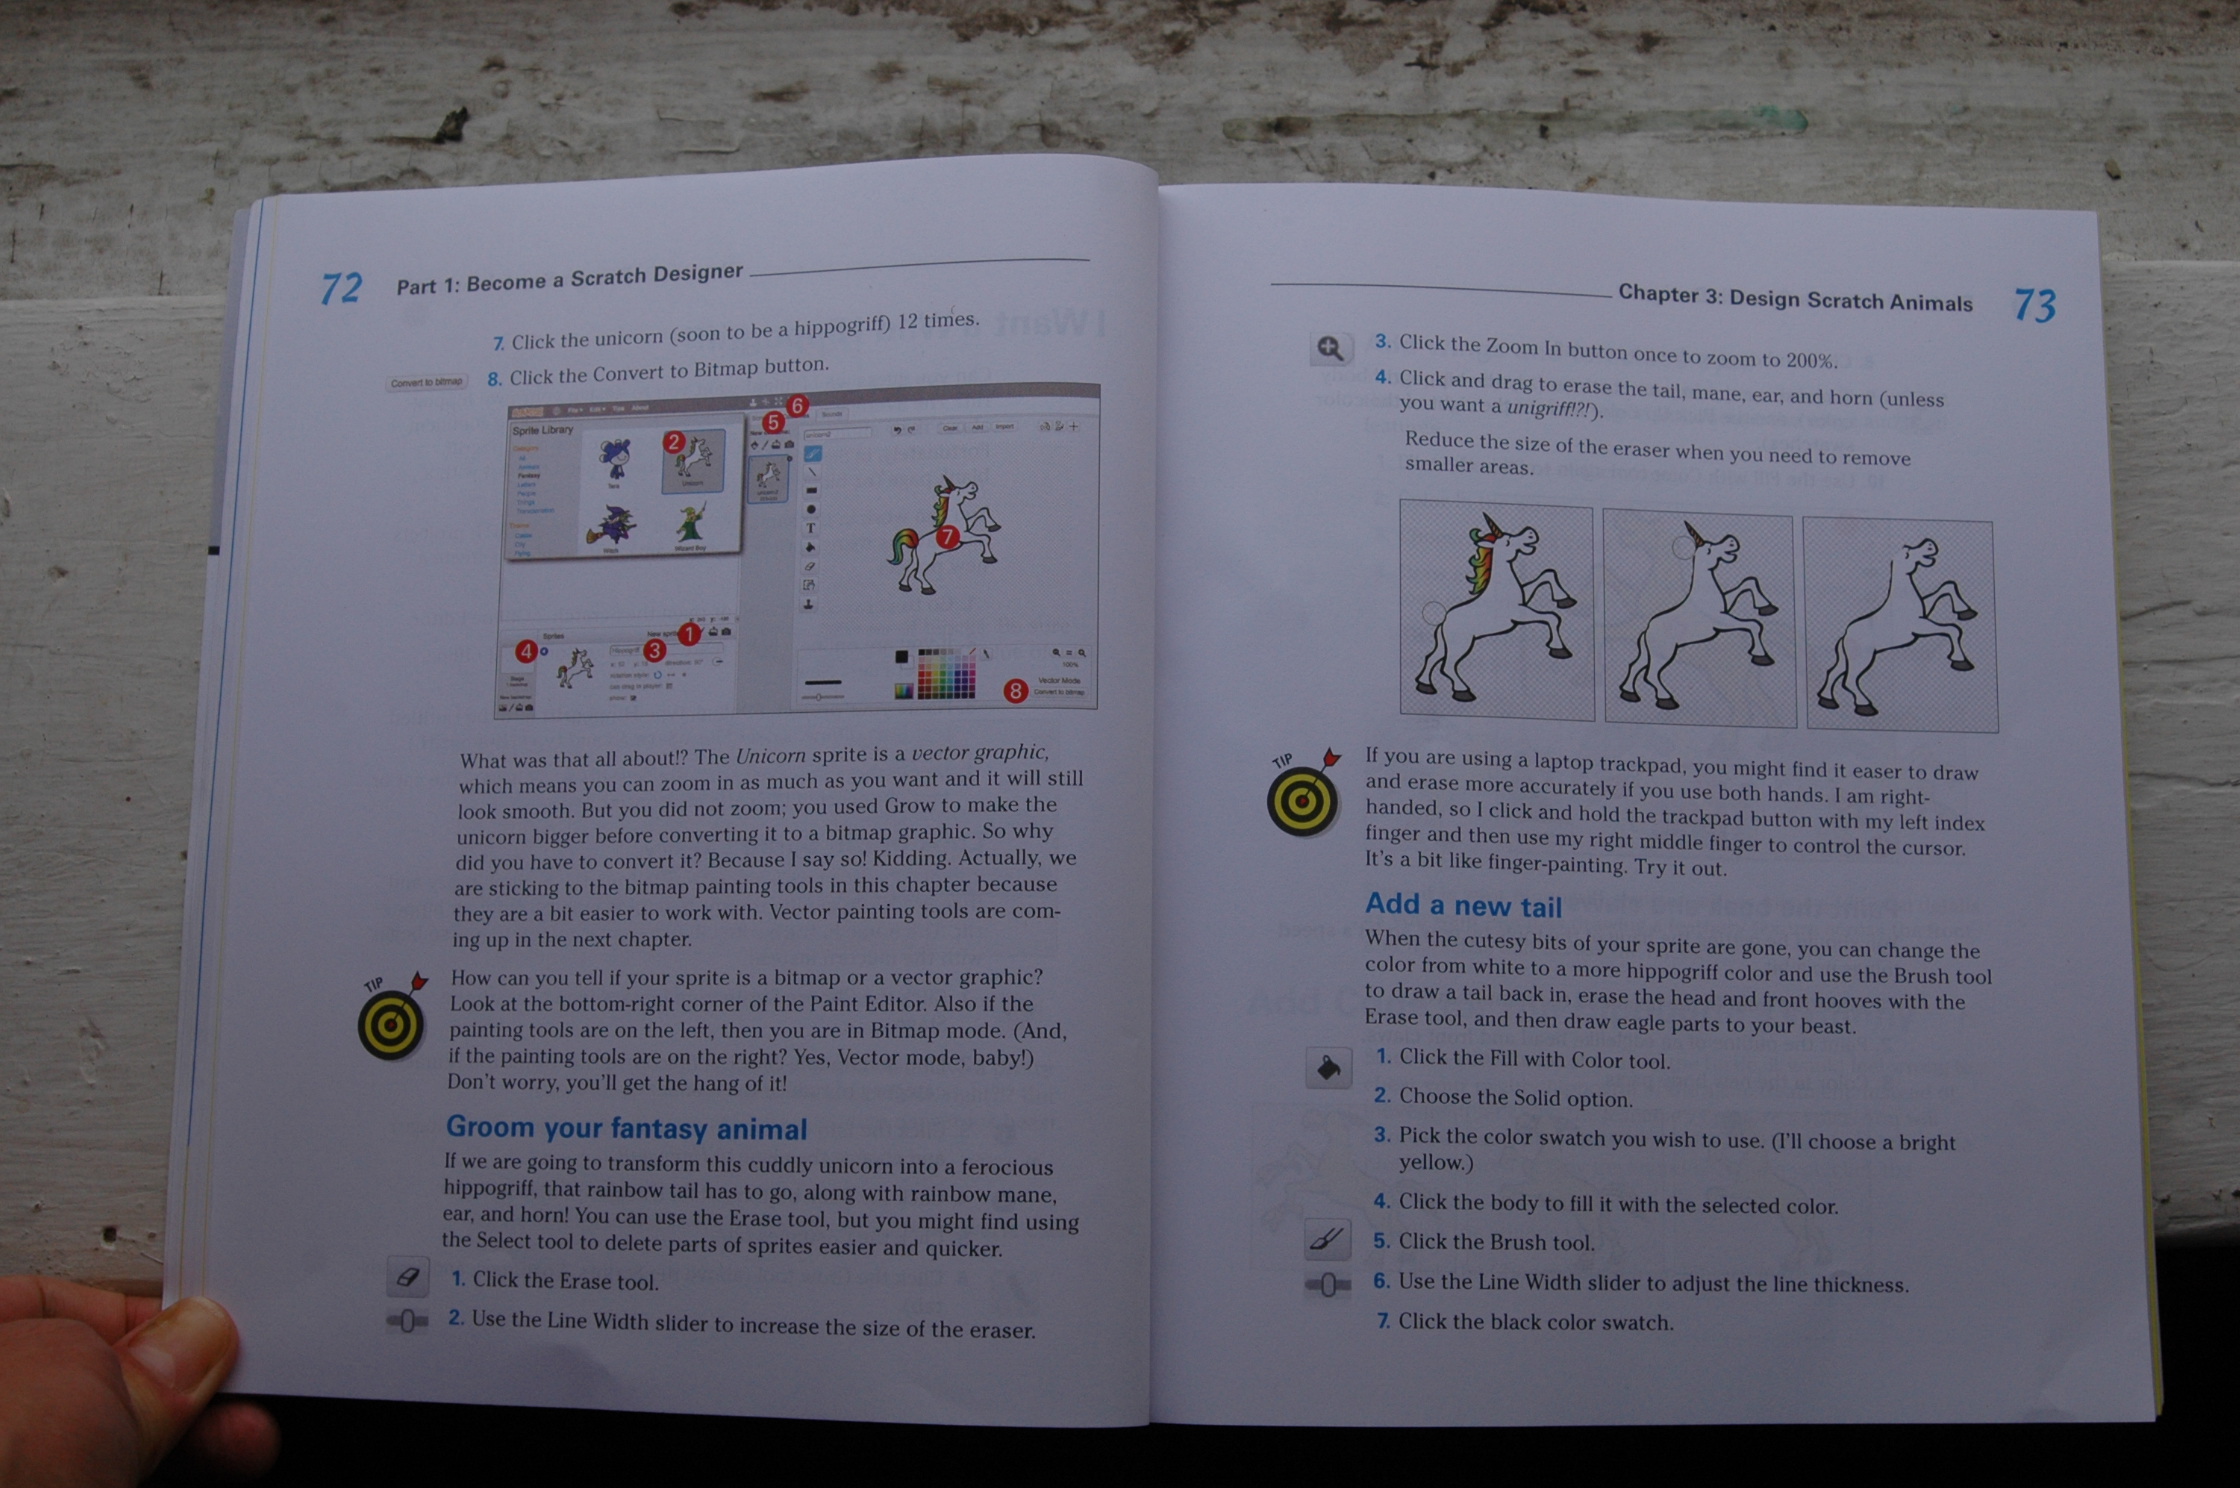 72 Part 1: Become a Scratch Designer
7. Click the unicorn (soon to be a hippogriff) 12 times.
Convert to bitmap
8. Click the Convert to Bitmap button.
Sprite Library
Tera
Unicorn
Witch
Wizard Boy
Sounds
Clear Add Import
T
2
5
6
7
Sprites
New sprite
1
4
3
8
100%
Vector Mode
Convert to bitmap
What was that all about!? The Unicorn sprite is a vector graphic,
which means you can zoom in as much as you want and it will still
look smooth. But you did not zoom; you used Grow to make the
unicorn bigger before converting it to a bitmap graphic. So why
did you have to convert it? Because I say so! Kidding. Actually, we
are sticking to the bitmap painting tools in this chapter because
they are a bit easier to work with. Vector painting tools are com-
ing up in the next chapter.
TIP
How can you tell if your sprite is a bitmap or a vector graphic?
Look at the bottom-right corner of the Paint Editor. Also if the
painting tools are on the left, then you are in Bitmap mode. (And,
if the painting tools are on the right? Yes, Vector mode, baby!)
Don't worry, you'll get the hang of it!
Groom your fantasy animal
If we are going to transform this cuddly unicorn into a ferocious
hippogriff, that rainbow tail has to go, along with rainbow mane,
ear, and horn! You can use the Erase tool, but you might find using
the Select tool to delete parts of sprites easier and quicker.
1. Click the Erase tool.
2. Use the Line Width slider to increase the size of the eraser.
Chapter 3: Design Scratch Animals 73
3. Click the Zoom In button once to zoom to 200%.
4. Click and drag to erase the tail, mane, ear, and horn (unless
you want a unigriff!?!).
Reduce the size of the eraser when you need to remove
smaller areas.
TIP
If you are using a laptop trackpad, you might find it easer to draw
and erase more accurately if you use both hands. I am right-
handed, so I click and hold the trackpad button with my left index
finger and then use my right middle finger to control the cursor.
It's a bit like finger-painting. Try it out.
Add a new tail
When the cutesy bits of your sprite are gone, you can change the
color from white to a more hippogriff color and use the Brush tool
to draw a tail back in, erase the head and front hooves with the
Erase tool, and then draw eagle parts to your beast.
1. Click the Fill with Color tool.
2. Choose the Solid option.
3. Pick the color swatch you wish to use. (I'll choose a bright
yellow.)
4. Click the body to fill it with the selected color.
5. Click the Brush tool.
6. Use the Line Width slider to adjust the line thickness.
7. Click the black color swatch.